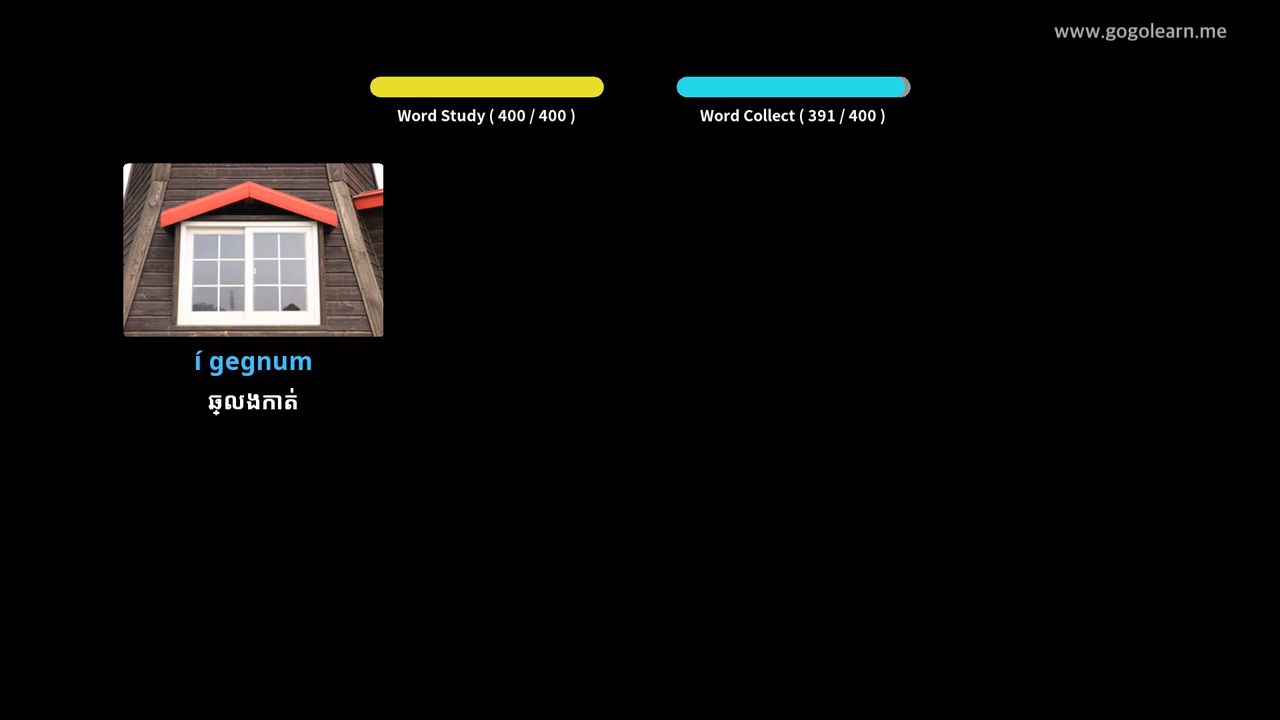 www.gogolearn.me
Word Study ( 400 / 400 )
Word Collect ( 391 / 400 )
í gegnum
ឆ្លងកាត់